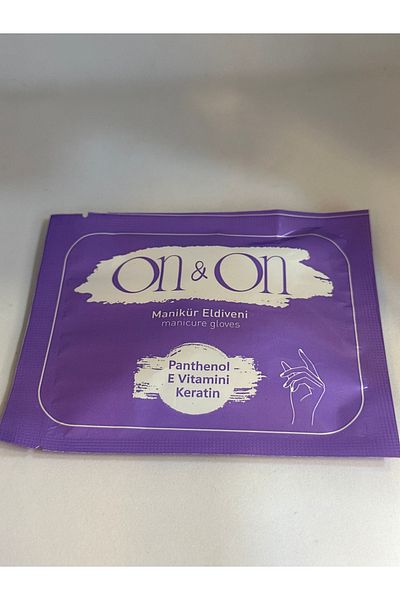 on & on
Manikür Eldiveni
manicure gloves
Panthenol
E Vitamini
Keratin